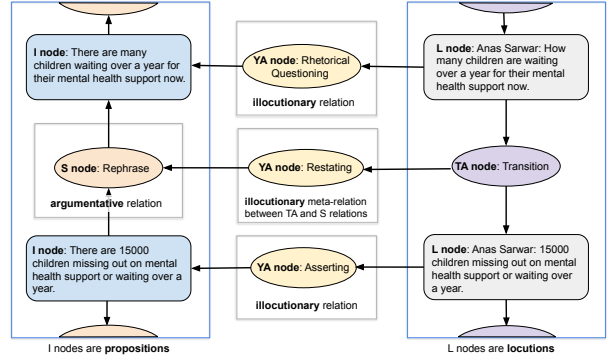 I node: There are many
children waiting over a year for
their mental health support now.
YA node: Rhetorical
Questioning
illocutionary relation
L node: Anas Sarwar: How
many children are waiting
over a year for their mental
health support now.
S node: Rephrase
argumentative relation
YA node: Restating
illocutionary meta-relation
between TA and S relations
TA node: Transition
I node: There are 15000
children missing out on mental
health support or waiting over a
year.
YA node: Asserting
illocutionary relation
L node: Anas Sarwar: 15000
children missing out on mental
health support or waiting over
a year.
I nodes are propositions
L nodes are locutions